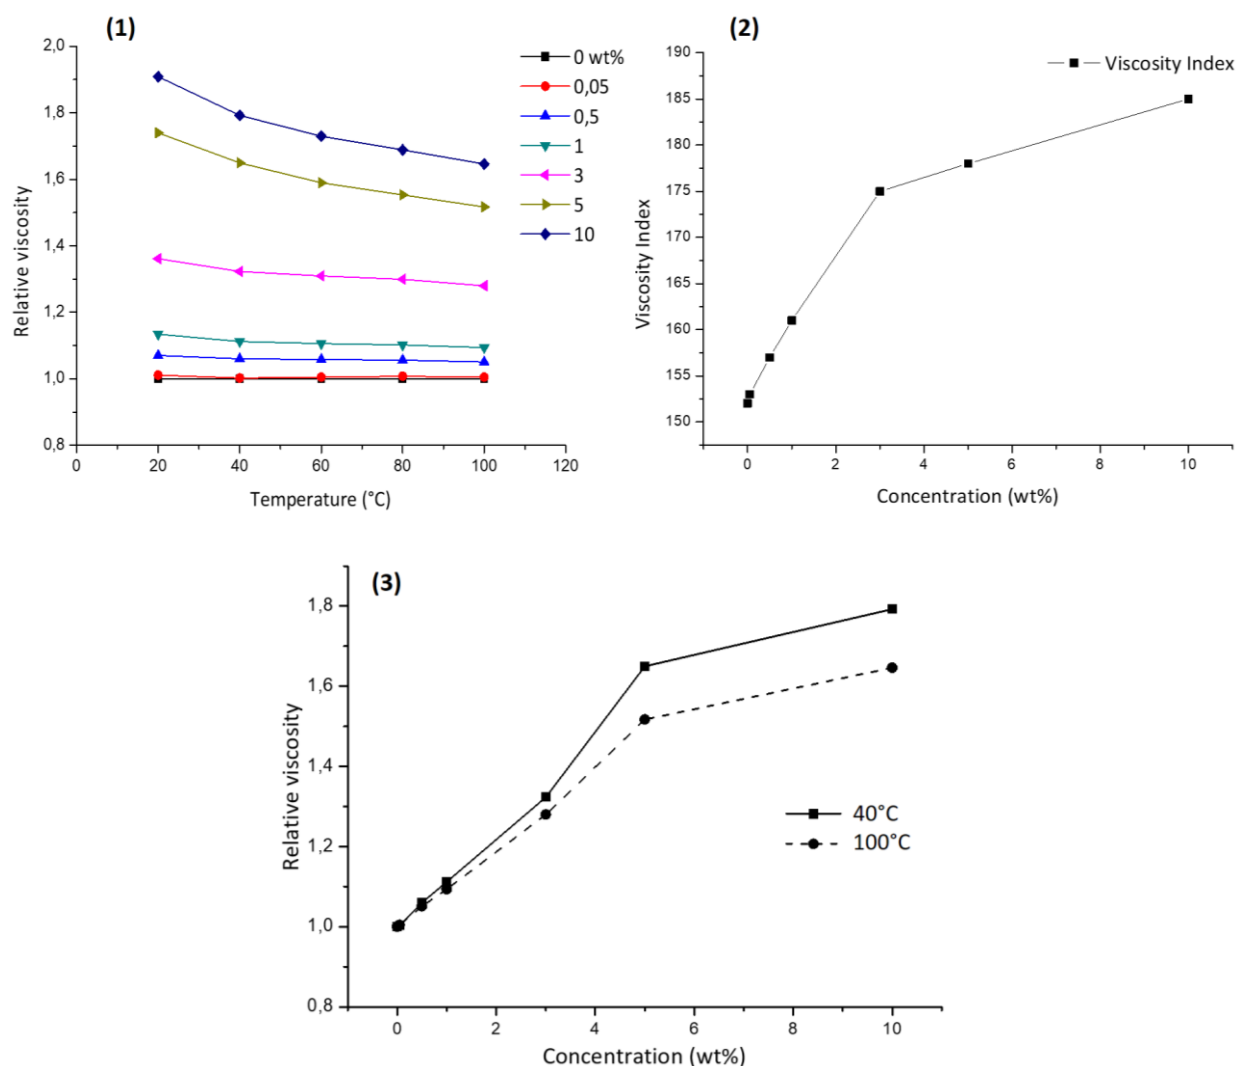 (1)
2,0
1,8
1,6
1,4
1,2
1,0
0,8
Relative viscosity
0 20 40 60 80 100 120
Temperature (°C)
0 wt%
0,05
0,5
1
3
5
10
(2)
190
185
180
175
170
165
160
155
150
Viscosity Index
Viscosity Index
0 2 4 6 8 10
Concentration (wt%)
(3)
1,8
1,6
1,4
1,2
1,0
0,8
Relative viscosity
40°C
100°C
0 2 4 6 8 10
Concentration (wt%)